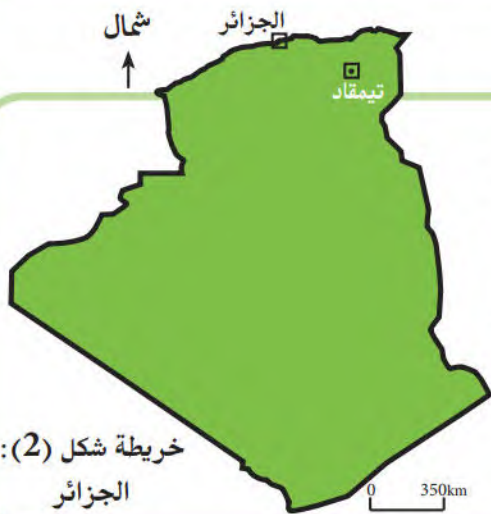 الجزائر
شمال
تيمقاد
خريطة شكل (2):
الجزائر
0 350km